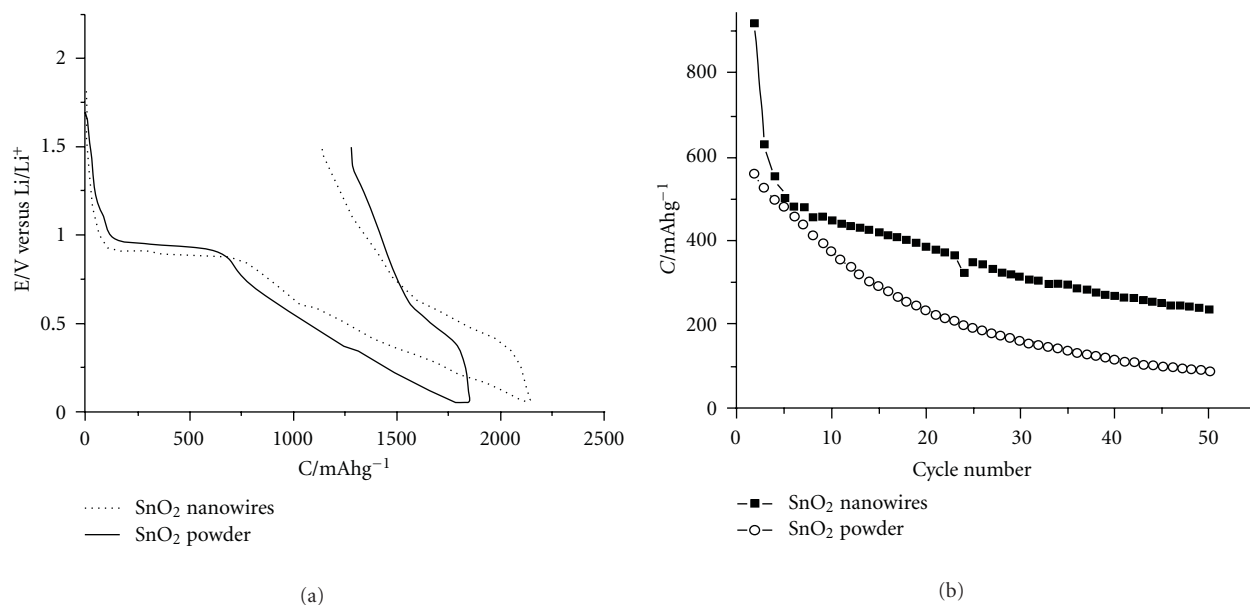 2
1.5
1
0.5
0
E/V versus Li/Li⁺
0 500 1000 1500 2000 2500
C/mAhg⁻¹
SnO₂ nanowires
SnO₂ powder
(a)
800
600
400
200
0
C/mAhg⁻¹
0 10 20 30 40 50
Cycle number
SnO₂ nanowires
SnO₂ powder
(b)